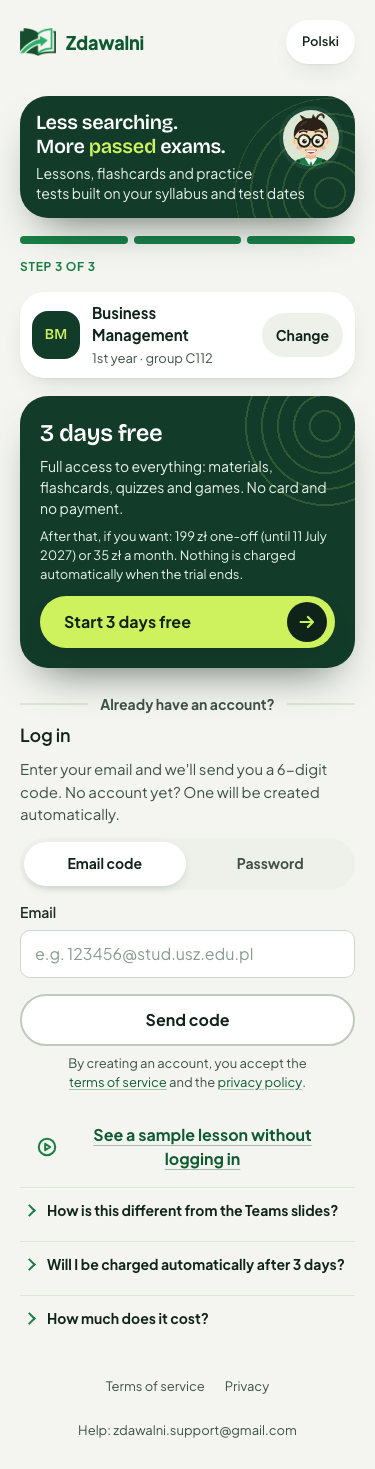 Zdawalni
Polski
Less searching.
More passed exams.
Lessons, flashcards and practice
tests built on your syllabus and test dates
STEP 3 OF 3
BM
Business
Management
1st year · group C112
Change
3 days free
Full access to everything: materials,
flashcards, quizzes and games. No card and
no payment.
After that, if you want: 199 zł one-off (until 11 July
2027) or 35 zł a month. Nothing is charged
automatically when the trial ends.
Start 3 days free
Already have an account?
Log in
Enter your email and we'll send you a 6-digit
code. No account yet? One will be created
automatically.
Email code
Password
Email
e.g. 123456@stud.usz.edu.pl
Send code
By creating an account, you accept the
terms of service and the privacy policy.
See a sample lesson without
logging in
How is this different from the Teams slides?
Will I be charged automatically after 3 days?
How much does it cost?
Terms of service Privacy
Help: zdawalni.support@gmail.com